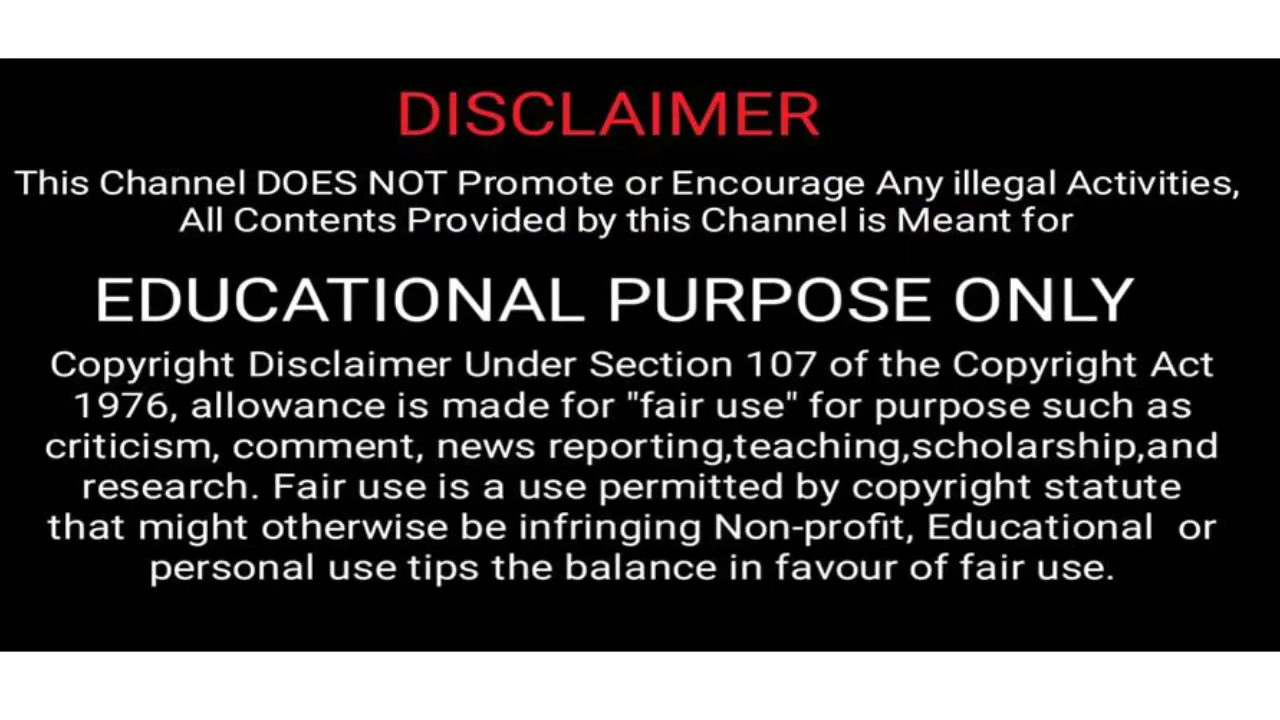 DISCLAIMER
This Channel DOES NOT Promote or Encourage Any illegal Activities,
All Contents Provided by this Channel is Meant for
EDUCATIONAL PURPOSE ONLY
Copyright Disclaimer Under Section 107 of the Copyright Act
1976, allowance is made for "fair use" for purpose such as
criticism, comment, news reporting,teaching,scholarship,and
research. Fair use is a use permitted by copyright statute
that might otherwise be infringing Non-profit, Educational or
personal use tips the balance in favour of fair use.